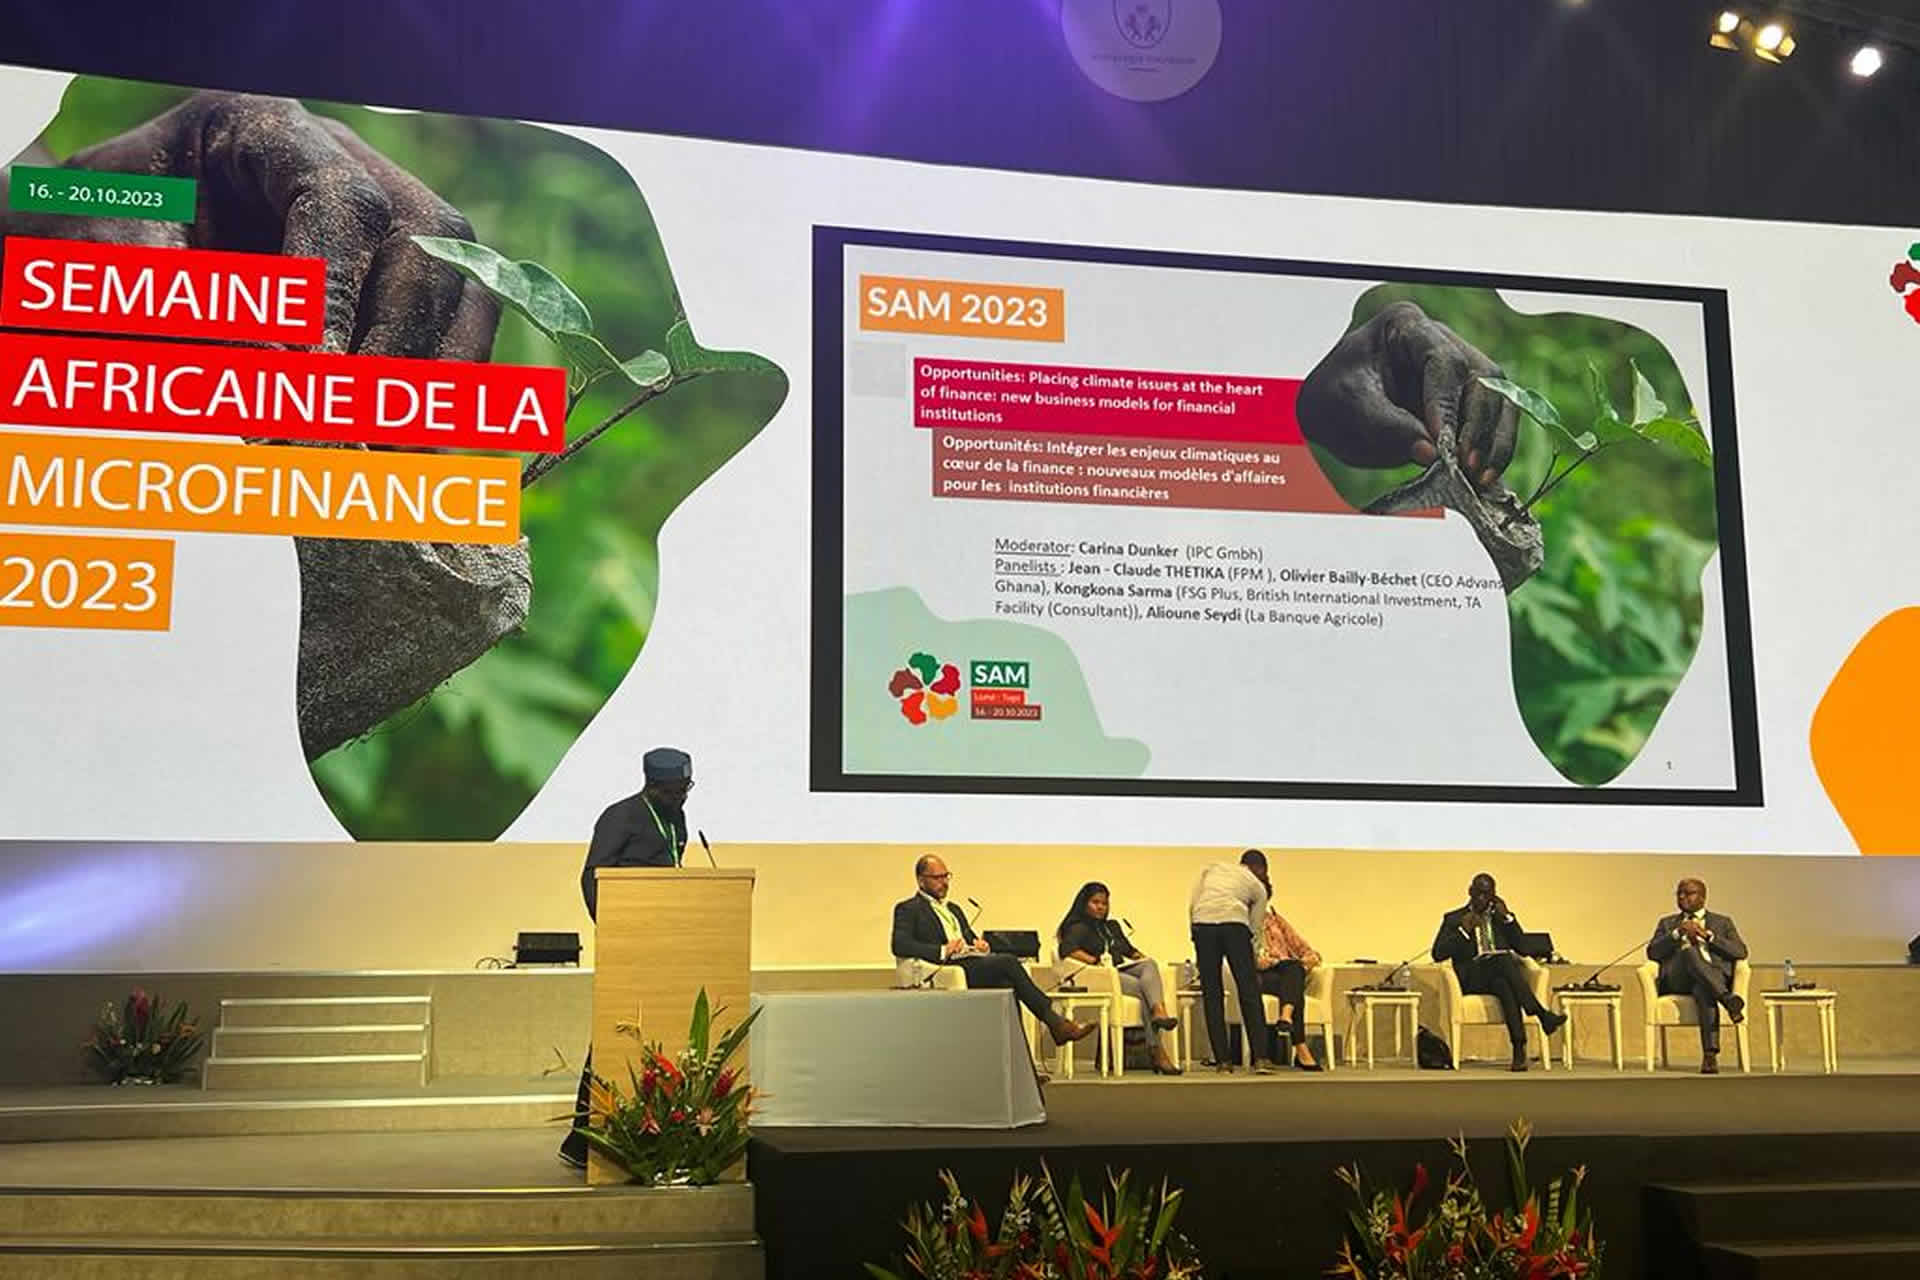 16. - 20.10.2023
SEMAINE
AFRICAINE DE LA
MICROFINANCE
2023
SAM 2023
Opportunities: Placing climate issues at the heart
of finance: new business models for financial
institutions
Opportunités: Intégrer les enjeux climatiques au
cœur de la finance : nouveaux modèles d'affaires
pour les institutions financières
Moderator: Carina Dunker (IPC Gmbh)
Panelists : Jean - Claude THETIKA (FPM ), Olivier Bailly-Béchet (CEO Advans
Ghana), Kongkona Sarma (FSG Plus, British International Investment, TA
Facility (Consultant)), Alioune Seydi (La Banque Agricole)
SAM
Lomé - Togo
16. - 20.10.2023
1